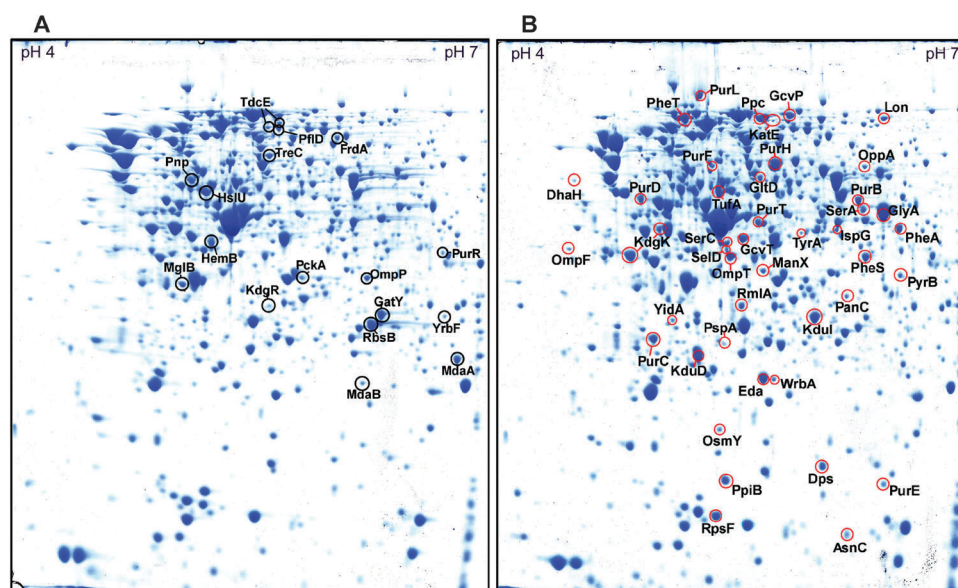 A
B
pH 4
pH 7
pH 4
pH 7
TdcE
PflD
FrdA
TreC
Pnp
HslU
HemB
PurR
MglB
PckA
OmpP
KdgR
GatY
YrbF
RbsB
MdaA
MdaB
PurL
PheT
Ppc
GcvP
Lon
KatE
PurH
PurF
OppA
GltD
DhaH
PurD
TufA
PurB
SerA
GlyA
PurT
KdgK
SerC
GcvT
TyrA
IspG
PheA
OmpF
SelD
OmpT
ManX
PheS
PyrB
RmlA
PanC
YidA
KduI
PspA
PurC
KduD
Eda
WrbA
OsmY
Dps
PpiB
PurE
RpsF
AsnC